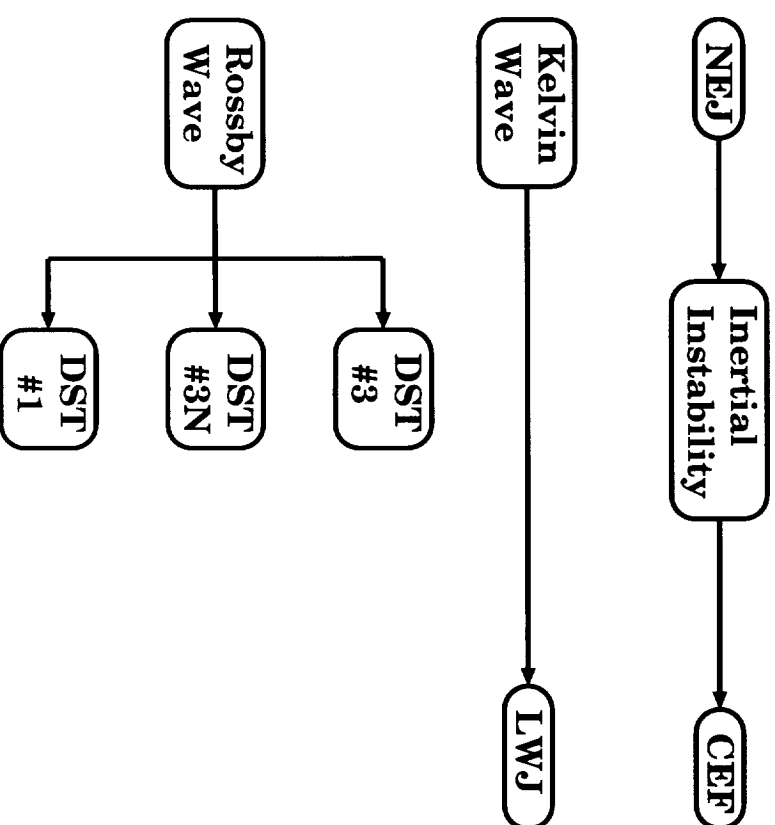 NEJ
Inertial
Instability
CEF
Kelvin
Wave
LWJ
Rossby
Wave
DST
#3
DST
#3N
DST
#1